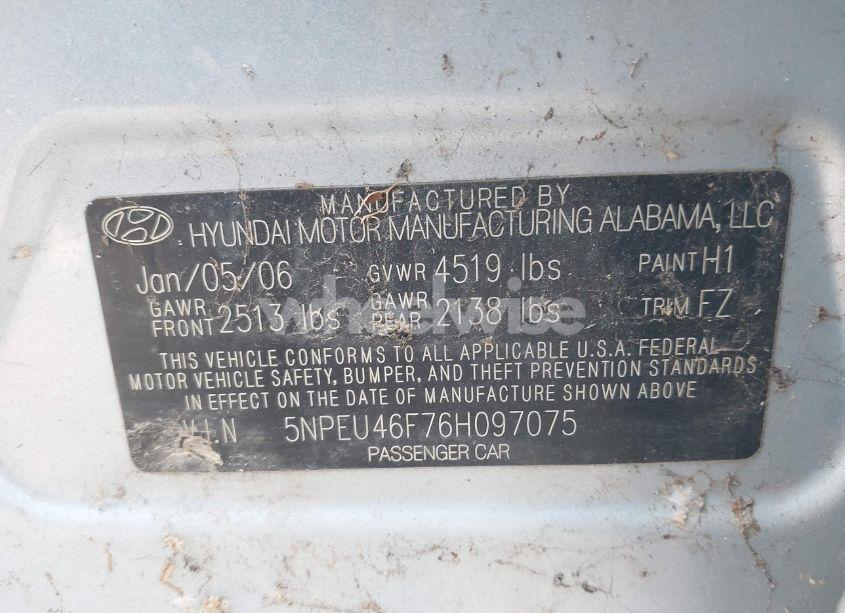 MANUFACTURED BY
HYUNDAI MOTOR MANUFACTURING ALABAMA, LLC
Jan/05/06 GVWR 4519 lbs PAINT H1
GAWR FRONT 2513 lbs GAWR REAR 2138 lbs TRIM FZ
THIS VEHICLE CONFORMS TO ALL APPLICABLE U.S.A. FEDERAL
MOTOR VEHICLE SAFETY, BUMPER, AND THEFT PREVENTION STANDARDS
IN EFFECT ON THE DATE OF MANUFACTURE SHOWN ABOVE
V.I.N 5NPEU46F76H097075
PASSENGER CAR
wheelwise